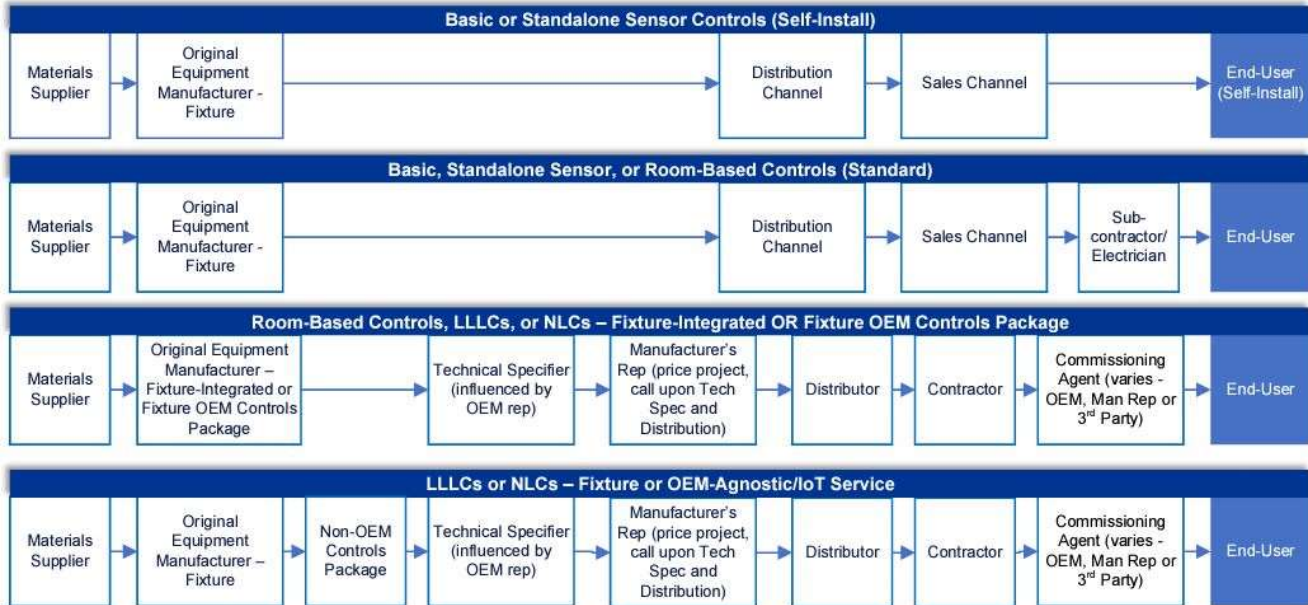 Basic or Standalone Sensor Controls (Self-Install)
Materials
Supplier
Original
Equipment
Manufacturer -
Fixture
Distribution
Channel
Sales Channel
End-User
(Self-Install)
Basic, Standalone Sensor, or Room-Based Controls (Standard)
Materials
Supplier
Original
Equipment
Manufacturer -
Fixture
Distribution
Channel
Sales Channel
Sub-
contractor/
Electrician
End-User
Room-Based Controls, LLLCs, or NLCs – Fixture-Integrated OR Fixture OEM Controls Package
Materials
Supplier
Original Equipment
Manufacturer –
Fixture-Integrated or
Fixture OEM Controls
Package
Technical Specifier
(influenced by
OEM rep)
Manufacturer's
Rep (price project,
call upon Tech
Spec and
Distribution)
Distributor
Contractor
Commissioning
Agent (varies -
OEM, Man Rep or
3rd Party)
End-User
LLLCs or NLCs – Fixture or OEM-Agnostic/IoT Service
Materials
Supplier
Original
Equipment
Manufacturer –
Fixture
Non-OEM
Controls
Package
Technical Specifier
(influenced by
OEM rep)
Manufacturer's
Rep (price project,
call upon Tech
Spec and
Distribution)
Distributor
Contractor
Commissioning
Agent (varies -
OEM, Man Rep or
3rd Party)
End-User